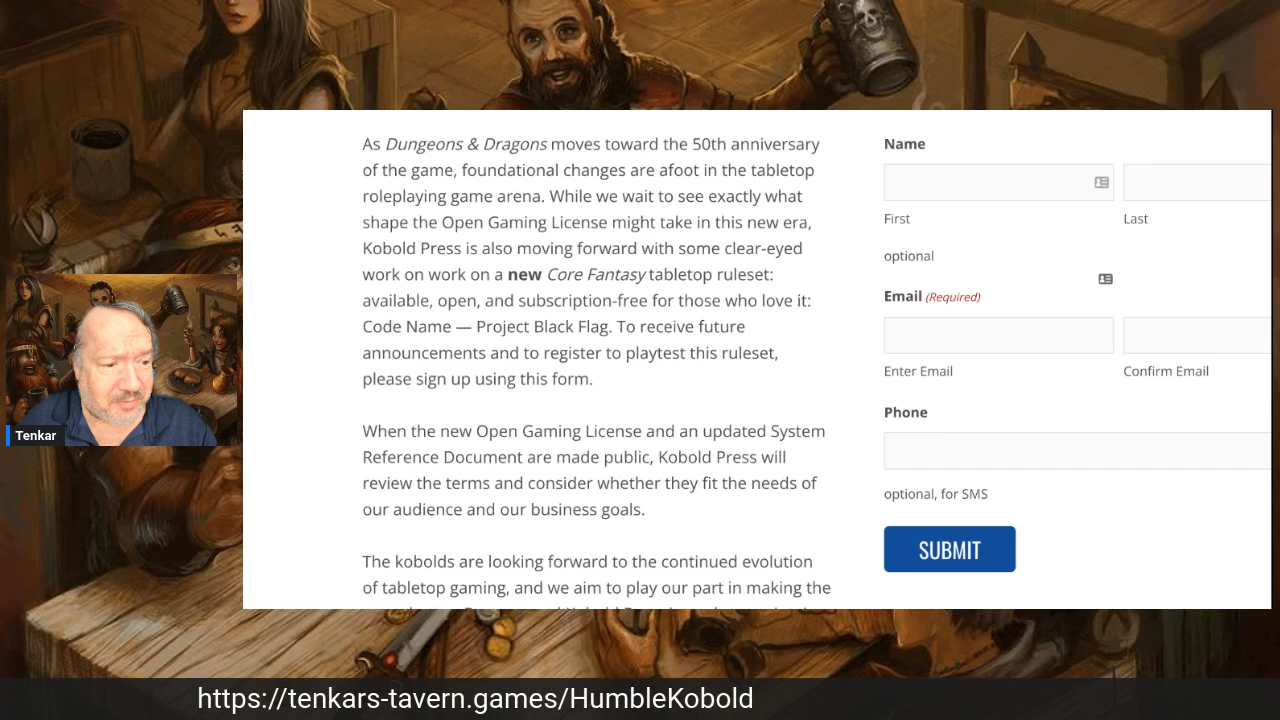 As Dungeons & Dragons moves toward the 50th anniversary
of the game, foundational changes are afoot in the tabletop
roleplaying game arena. While we wait to see exactly what
shape the Open Gaming License might take in this new era,
Kobold Press is also moving forward with some clear-eyed
work on work on a new Core Fantasy tabletop ruleset:
available, open, and subscription-free for those who love it:
Code Name — Project Black Flag. To receive future
announcements and to register to playtest this ruleset,
please sign up using this form.
When the new Open Gaming License and an updated System
Reference Document are made public, Kobold Press will
review the terms and consider whether they fit the needs of
our audience and our business goals.
The kobolds are looking forward to the continued evolution
of tabletop gaming, and we aim to play our part in making the
Name
First
Last
optional
Email (Required)
Enter Email
Confirm Email
Phone
optional, for SMS
SUBMIT
Tenkar
https://tenkars-tavern.games/HumbleKobold